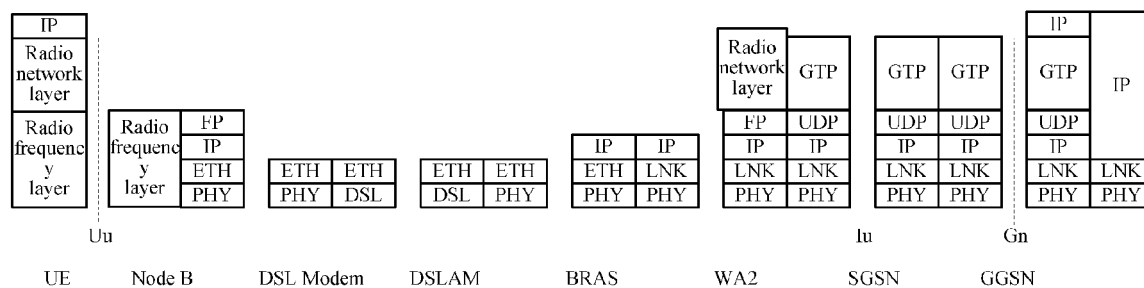 IP
Radio
network
layer
Radio
frequenc
y
layer
Radio
frequenc
y
layer
FP
IP
ETH
PHY
ETH ETH
PHY DSL
ETH ETH
DSL PHY
IP IP
ETH LNK
PHY PHY
Radio
network
layer
GTP
FP UDP
IP IP
LNK LNK
PHY PHY
GTP GTP
UDP UDP
IP IP
LNK LNK
PHY PHY
IP
GTP
IP
UDP
IP
LNK LNK
PHY PHY
Uu Iu Gn
UE Node B DSL Modem DSLAM BRAS WA2 SGSN GGSN